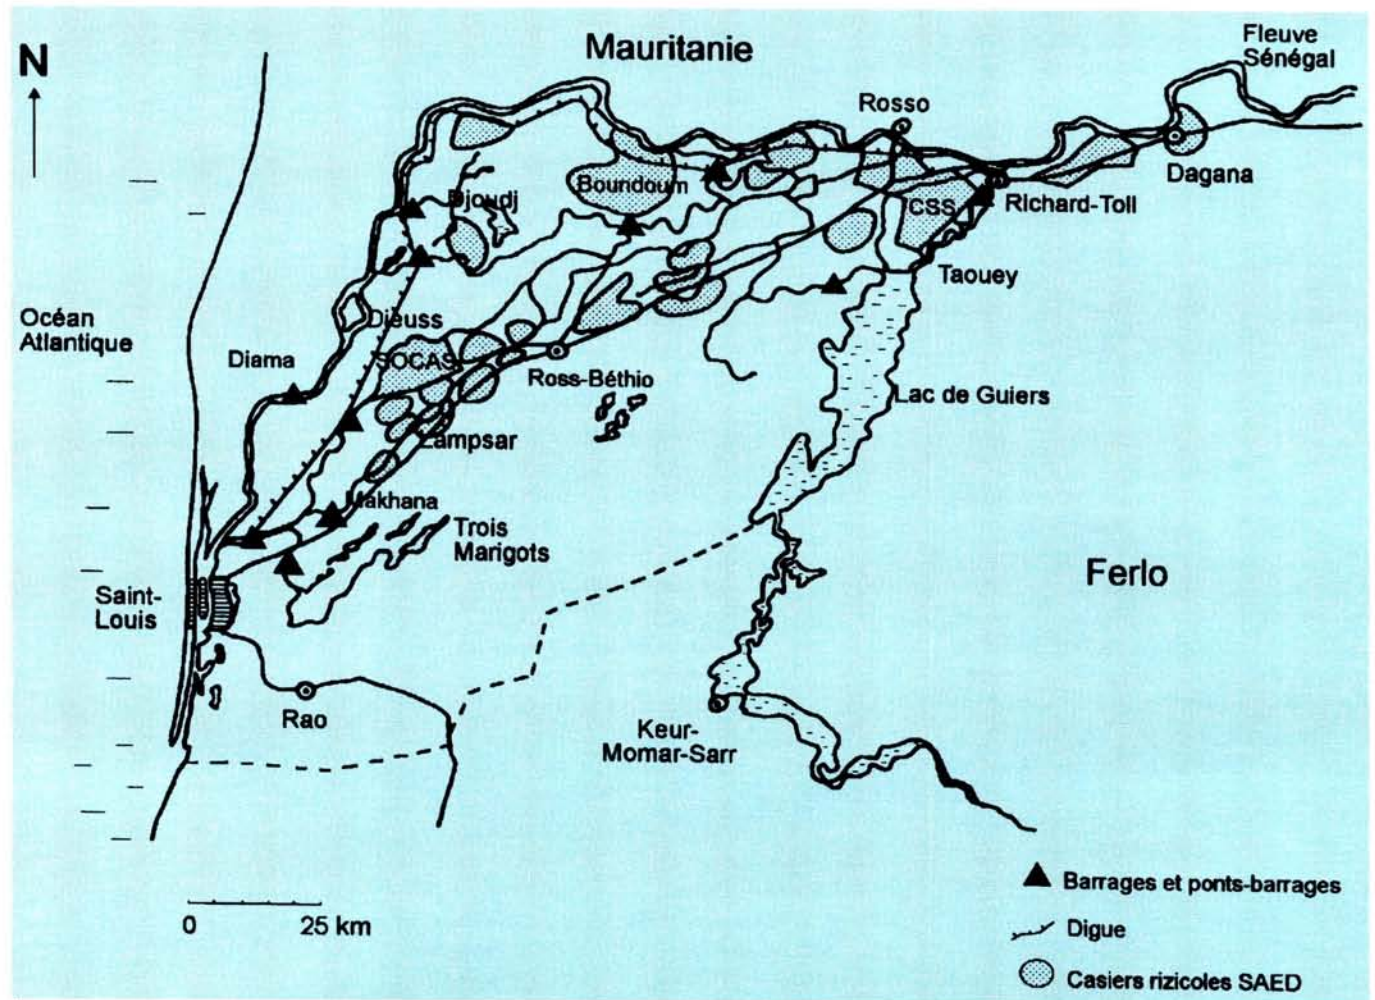 N
Mauritanie
Fleuve
Sénégal
Rosso
Dagana
Boundoum
Djoudj
CSS
Richard-Toll
Taouey
Océan
Atlantique
Djeuss
Diama
SOCAS
Ross-Béthio
Lac de Guiers
Lampsar
Makhana
Trois
Marigots
Ferlo
Saint-
Louis
Rao
Keur-
Momar-Sarr
0 25 km
Barrages et ponts-barrages
Digue
Casiers rizicoles SAED